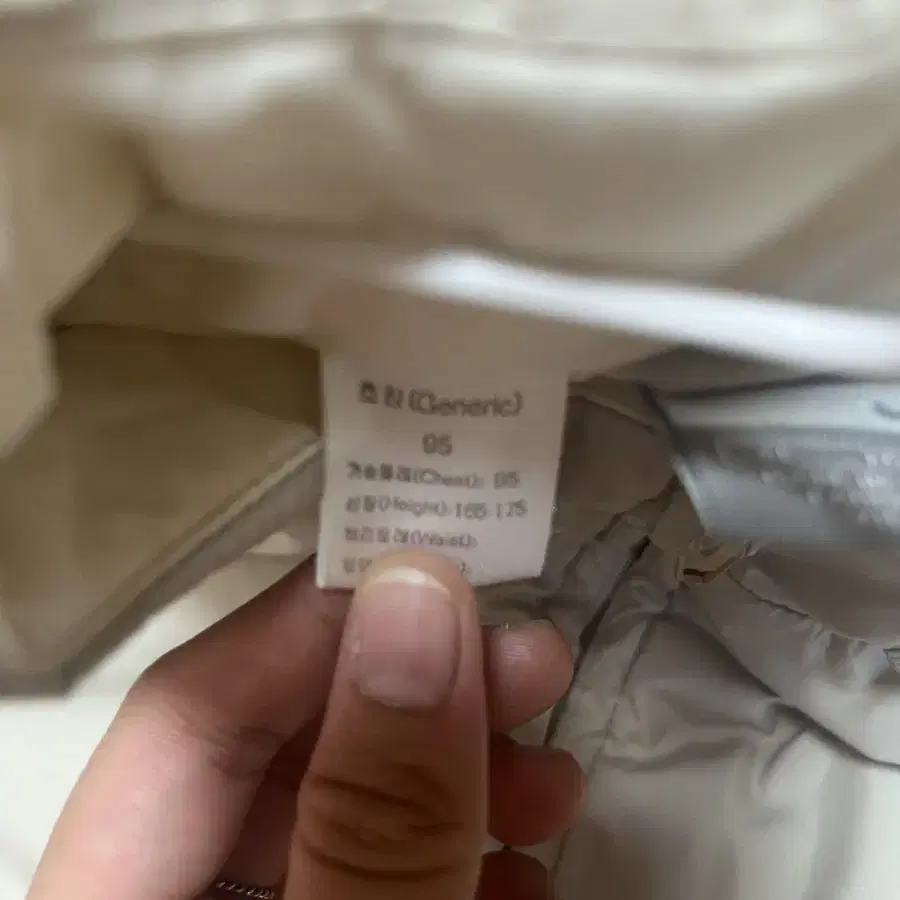 호칭(Generic)
95
가슴둘레(Chest): 95
신장(Height):165-175
허리둘레(Waist):